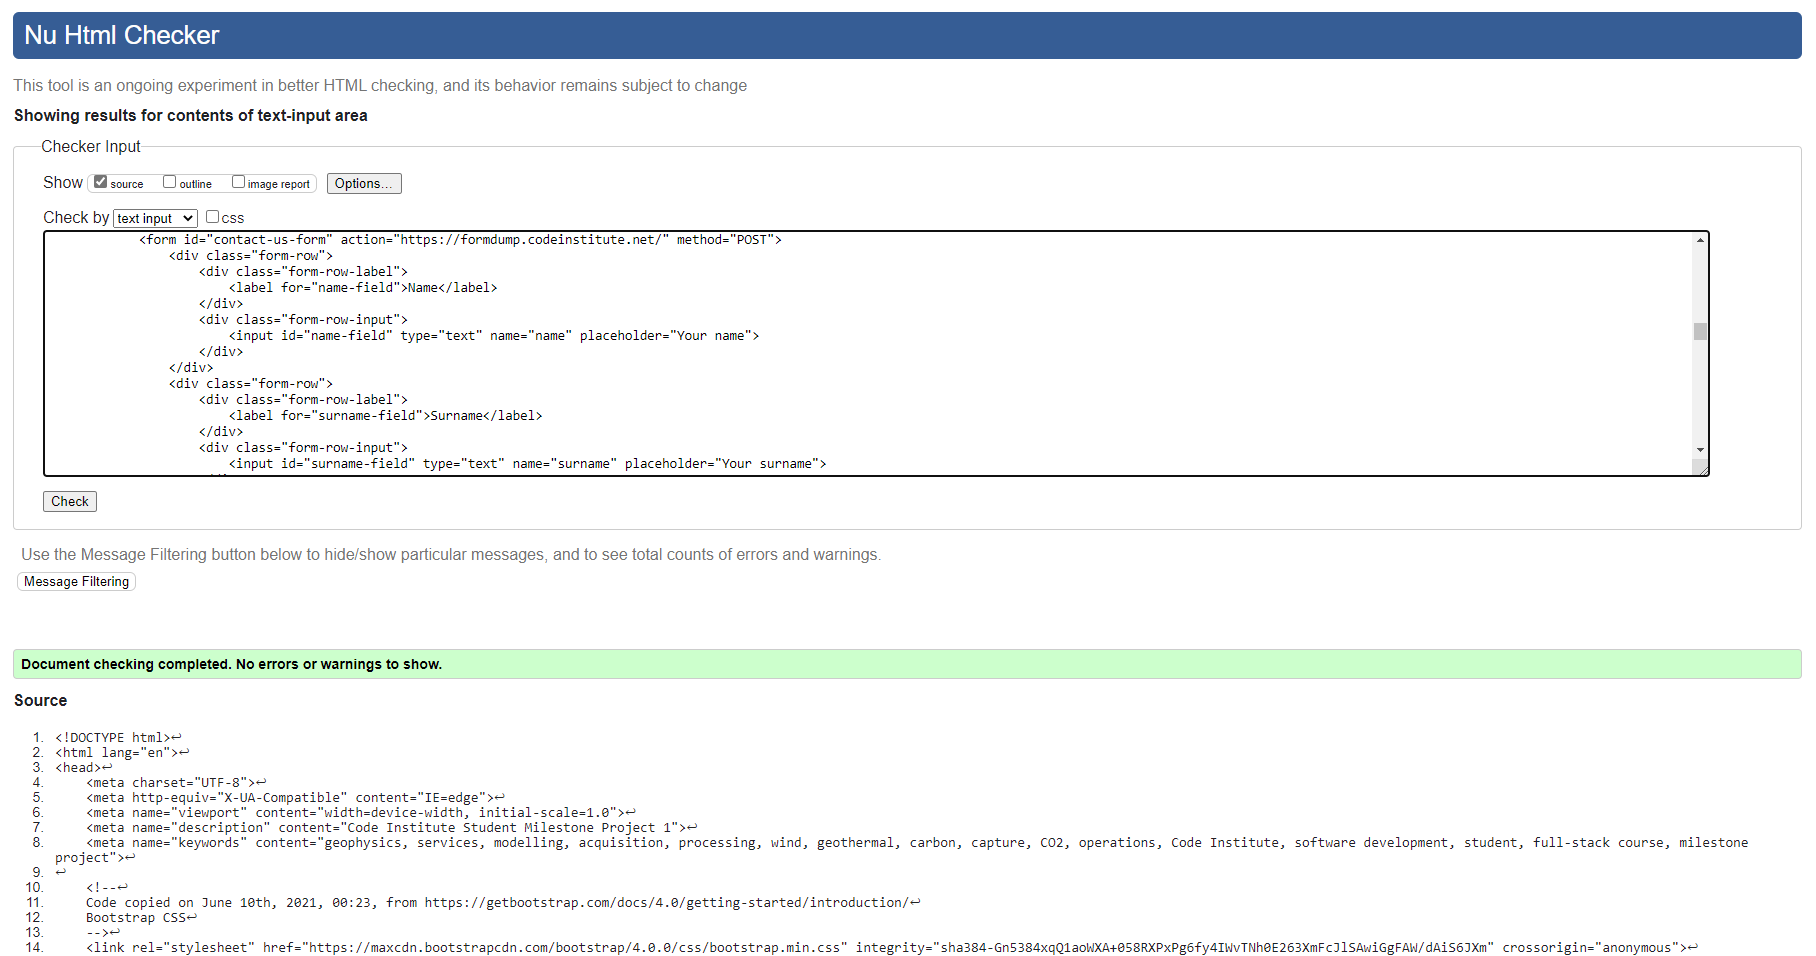 Nu Html Checker
This tool is an ongoing experiment in better HTML checking, and its behavior remains subject to change
Showing results for contents of text-input area
Checker Input
Show source outline image report Options...
Check by text input css
<form id="contact-us-form" action="https://formdump.codeinstitute.net/" method="POST">
<div class="form-row">
<div class="form-row-label">
<label for="name-field">Name</label>
</div>
<div class="form-row-input">
<input id="name-field" type="text" name="name" placeholder="Your name">
</div>
</div>
<div class="form-row">
<div class="form-row-label">
<label for="surname-field">Surname</label>
</div>
<div class="form-row-input">
<input id="surname-field" type="text" name="surname" placeholder="Your surname">
Check
Use the Message Filtering button below to hide/show particular messages, and to see total counts of errors and warnings.
Message Filtering
Document checking completed. No errors or warnings to show.
Source
1. <!DOCTYPE html>↩
2. <html lang="en">↩
3. <head>↩
4. <meta charset="UTF-8">↩
5. <meta http-equiv="X-UA-Compatible" content="IE=edge">↩
6. <meta name="viewport" content="width=device-width, initial-scale=1.0">↩
7. <meta name="description" content="Code Institute Student Milestone Project 1">↩
8. <meta name="keywords" content="geophysics, services, modelling, acquisition, processing, wind, geothermal, carbon, capture, CO2, operations, Code Institute, software development, student, full-stack course, milestone
project">↩
9. ↩
10. <!--↩
11. Code copied on June 10th, 2021, 00:23, from https://getbootstrap.com/docs/4.0/getting-started/introduction/↩
12. Bootstrap CSS↩
13. -->↩
14. <link rel="stylesheet" href="https://maxcdn.bootstrapcdn.com/bootstrap/4.0.0/css/bootstrap.min.css" integrity="sha384-Gn5384xqQ1aoWXA+058RXPxPg6fy4IWvTNh0E263XmFcJlSAwiGgFAW/dAiS6JXm" crossorigin="anonymous">↩